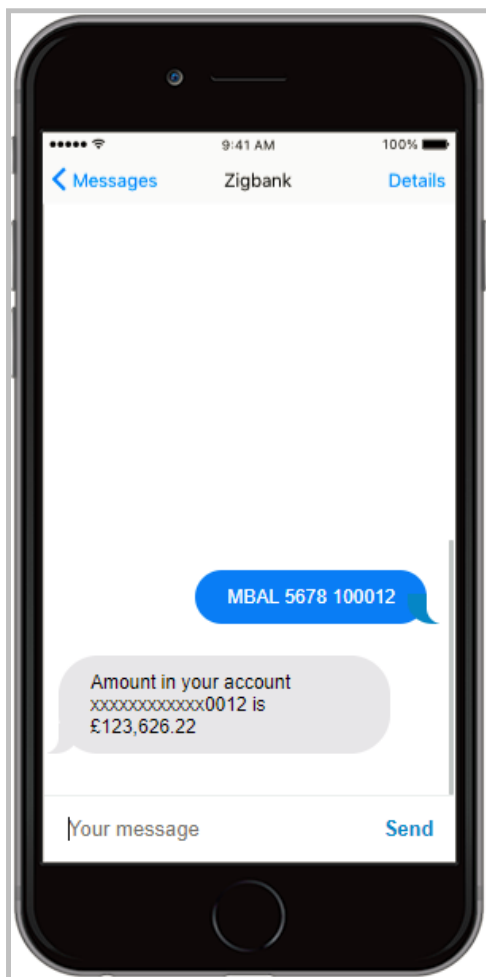 9:41 AM 100%
Messages Zigbank Details
MBAL 5678 100012
Amount in your account
xxxxxxxxxxxx0012 is
£123,626.22
Your message Send